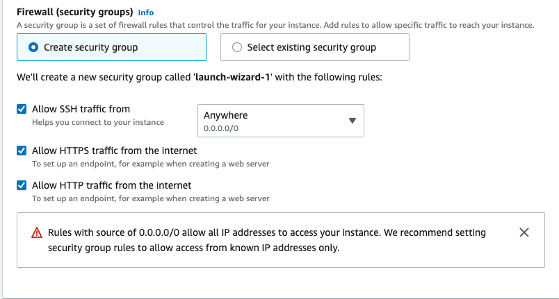 Firewall (security groups) Info
A security group is a set of firewall rules that control the traffic for your instance. Add rules to allow specific traffic to reach your instance.
Create security group
Select existing security group
We'll create a new security group called 'launch-wizard-1' with the following rules:
Allow SSH traffic from
Helps you connect to your instance
Anywhere
0.0.0.0/0
Allow HTTPS traffic from the internet
To set up an endpoint, for example when creating a web server
Allow HTTP traffic from the internet
To set up an endpoint, for example when creating a web server
Rules with source of 0.0.0.0/0 allow all IP addresses to access your instance. We recommend setting
security group rules to allow access from known IP addresses only.